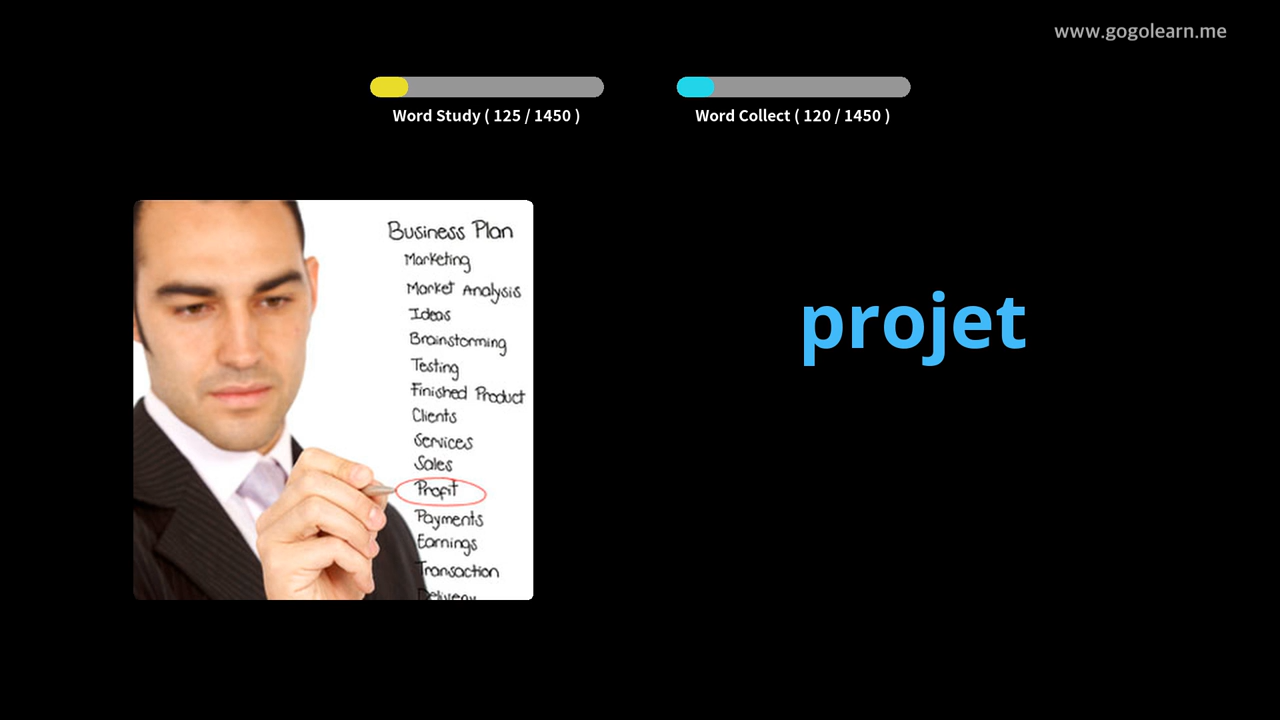 www.gogolearn.me
Word Study ( 125 / 1450 )
Word Collect ( 120 / 1450 )
Business Plan
Marketing
Market Analysis
Ideas
Brainstorming
Testing
Finished Product
Clients
Services
Sales
Profit
Payments
Earnings
Transaction
Delivery
projet